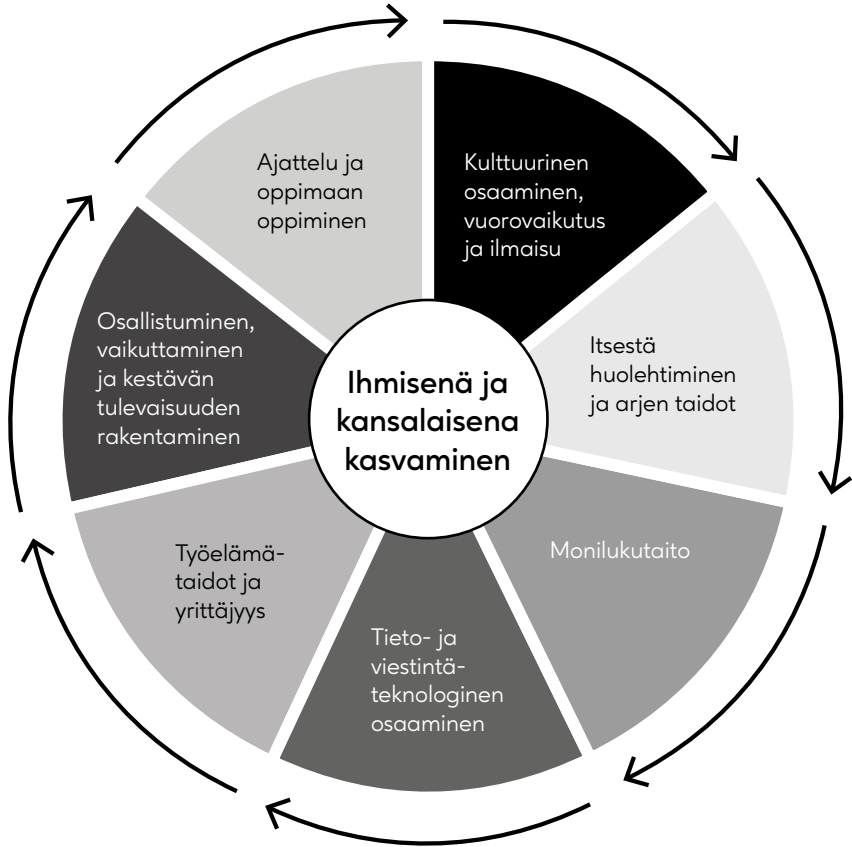 Ajattelu ja
oppimaan
oppiminen
Kulttuurinen
osaaminen,
vuorovaikutus
ja ilmaisu
Itsestä
huolehtiminen
ja arjen taidot
Monilukutaito
Tieto- ja
viestintä-
teknologinen
osaaminen
Työelämä-
taidot ja
yrittäjyys
Osallistuminen,
vaikuttaminen
ja kestävän
tulevaisuuden
rakentaminen
Ihmisenä ja
kansalaisena
kasvaminen